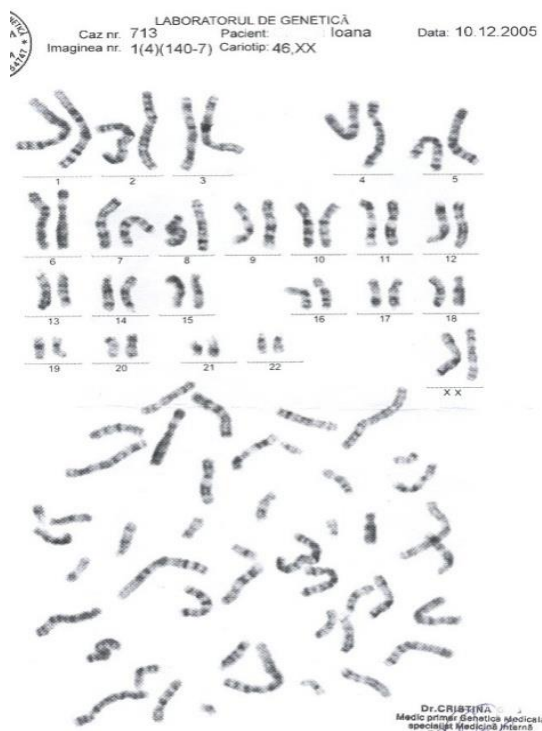 LABORATORUL DE GENETICĂ
Caz nr. 713 Pacient: Ioana Data: 10.12.2005
Imaginea nr. 1(4)(140-7) Cariotip: 46,XX
1 2 3 4 5
6 7 8 9 10 11 12
13 14 15 16 17 18
19 20 21 22 X X
Dr.CRISTINA
Medic primar Genetica Medicala
specialist Medicină Internă